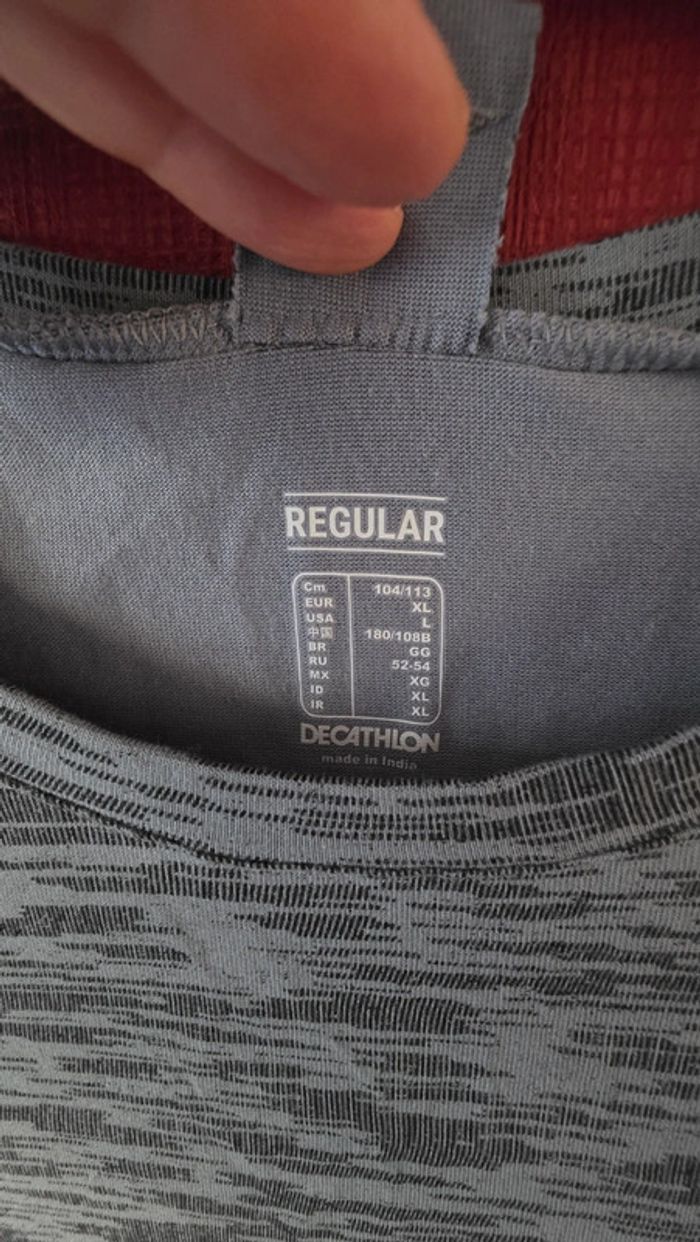 REGULAR
Cm 104/113
EUR XL
USA L
中国 180/108B
BR GG
RU 52-54
MX XG
ID XL
IR XL
DECATHLON
made in India